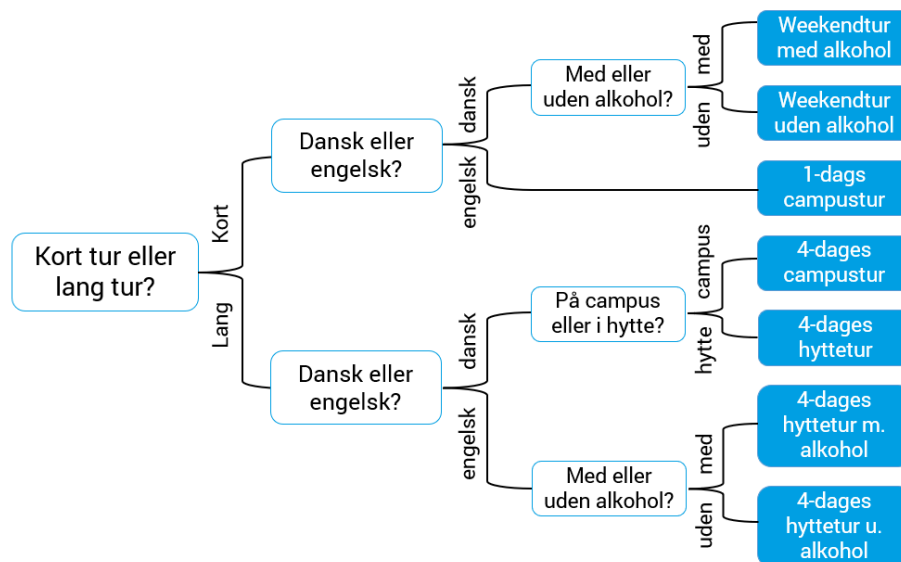 Kort tur eller
lang tur?
Kort
Lang
Dansk eller
engelsk?
dansk
engelsk
Med eller
uden alkohol?
med
uden
Weekendtur
med alkohol
Weekendtur
uden alkohol
1-dags
campustur
Dansk eller
engelsk?
dansk
engelsk
På campus
eller i hytte?
campus
hytte
4-dages
campustur
4-dages
hyttetur
Med eller
uden alkohol?
med
uden
4-dages
hyttetur m.
alkohol
4-dages
hyttetur u.
alkohol